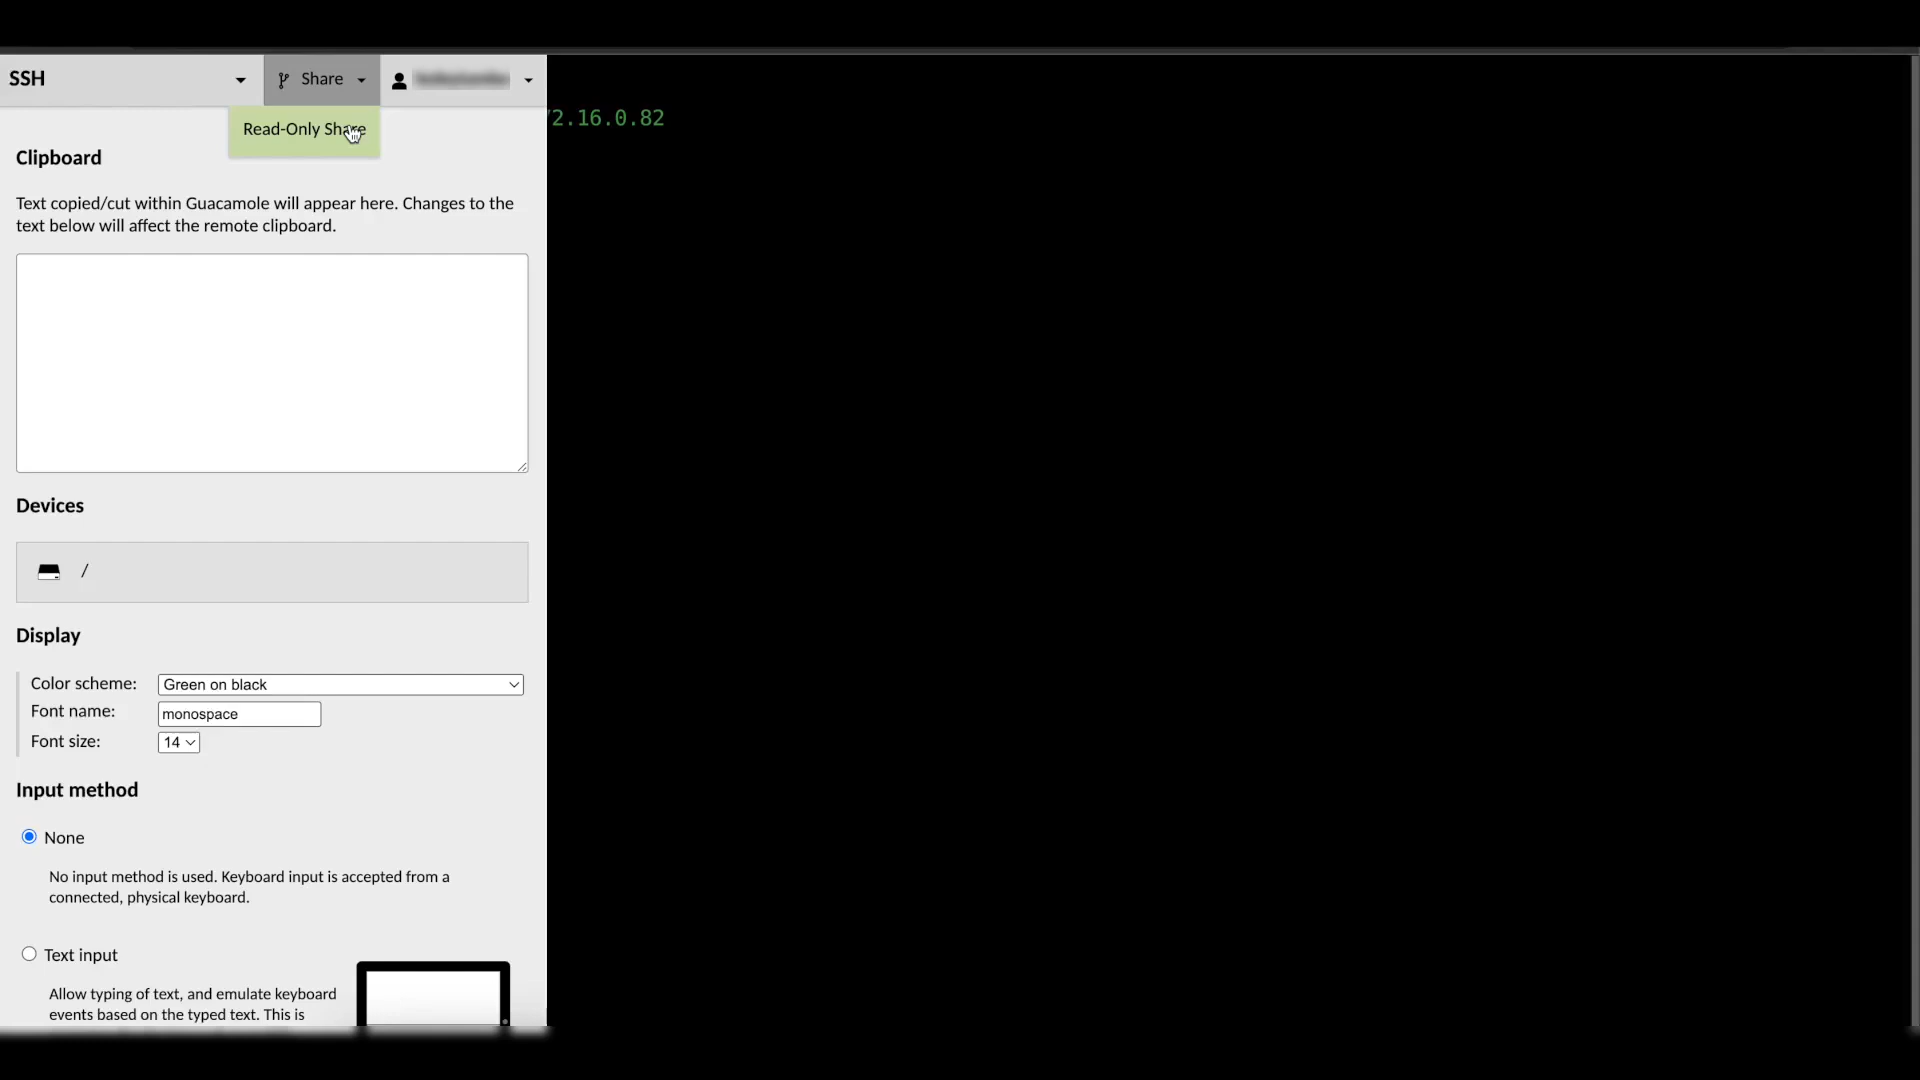 SSH
Share
Read-Only Share
2.16.0.82
Clipboard
Text copied/cut within Guacamole will appear here. Changes to the
text below will affect the remote clipboard.
Devices
/
Display
Color scheme: Green on black
Font name: monospace
Font size: 14
Input method
None
No input method is used. Keyboard input is accepted from a
connected, physical keyboard.
Text input
Allow typing of text, and emulate keyboard
events based on the typed text. This is